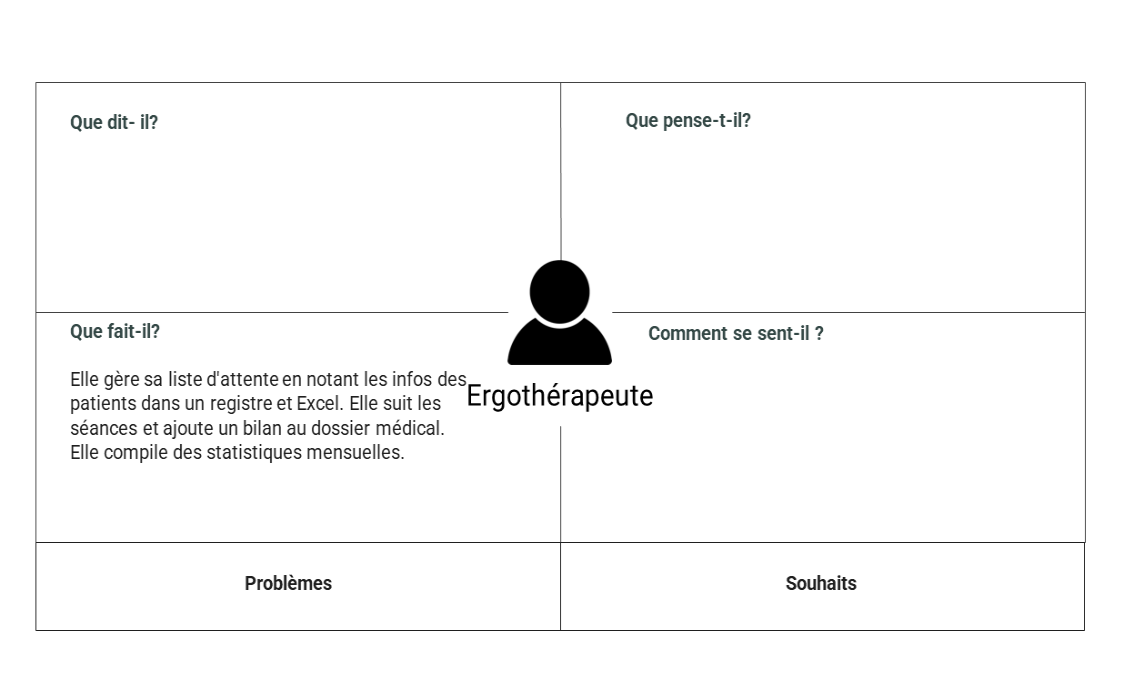 Que dit- il?
Que pense-t-il?
Que fait-il?
Comment se sent-il ?
Elle gère sa liste d'attente en notant les infos des
patients dans un registre et Excel. Elle suit les
séances et ajoute un bilan au dossier médical.
Elle compile des statistiques mensuelles.
Ergothérapeute
Problèmes
Souhaits